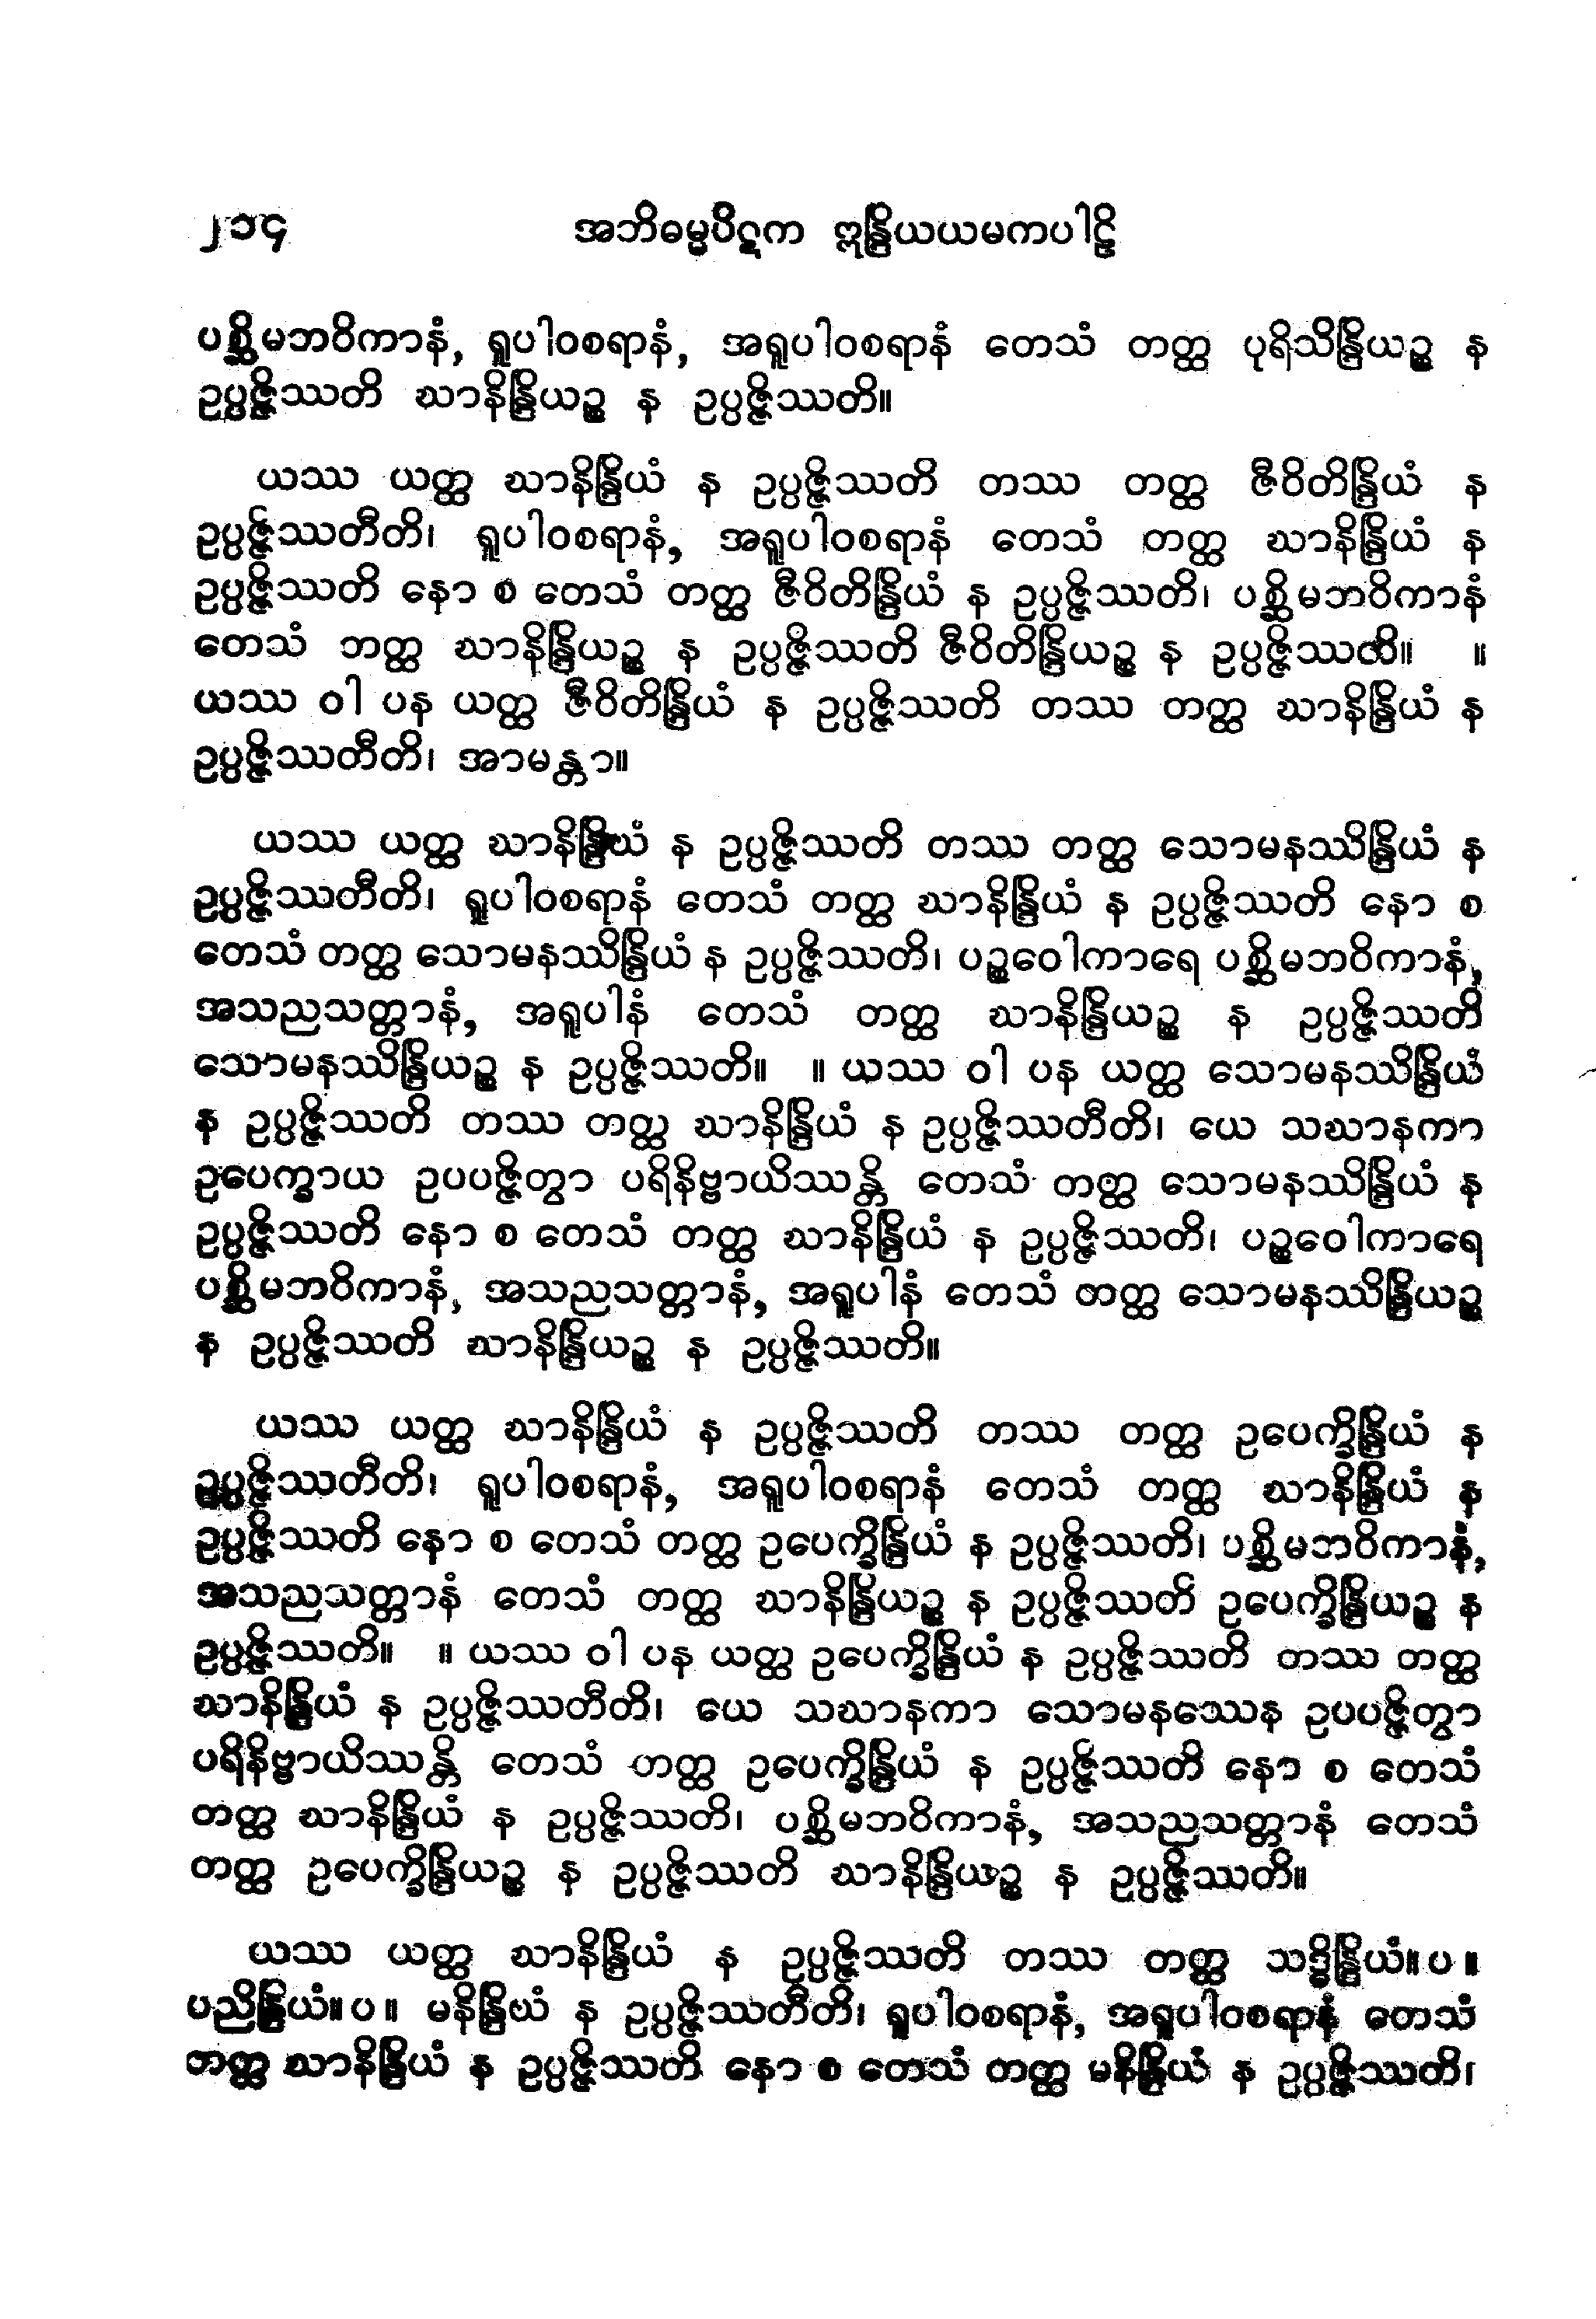 ၂၁၄ အဘိဓမ္မပိဋက ဣန္ဒြိယယမကပါဠိ
ပစ္ဆိမဘဝိကာနံ, ရူပါဝစရာနံ, အရူပါဝစရာနံ တေသံ တတ္ထ ပုရိသိန္ဒြိယဉ္စ န
ဥပ္ပဇ္ဇိဿတိ ဃာနိန္ဒြိယဉ္စ န ဥပ္ပဇ္ဇိဿတိ။
ယဿ ယတ္ထ ဃာနိန္ဒြိယံ န ဥပ္ပဇ္ဇိဿတိ တဿ တတ္ထ ဇီဝိတိန္ဒြိယံ န
ဥပ္ပဇ္ဇိဿတီတိ၊ ရူပါဝစရာနံ, အရူပါဝစရာနံ တေသံ တတ္ထ ဃာနိန္ဒြိယံ န
ဥပ္ပဇ္ဇိဿတိ နော စ တေသံ တတ္ထ ဇီဝိတိန္ဒြိယံ န ဥပ္ပဇ္ဇိဿတိ၊ ပစ္ဆိမဘဝိကာနံ
တေသံ ဘတ္ထ ဃာနိန္ဒြိယဉ္စ န ဥပ္ပဇ္ဇိဿတိ ဇီဝိတိန္ဒြိယဉ္စ န ဥပ္ပဇ္ဇိဿတိ။ ။
ယဿ ဝါ ပန ယတ္ထ ဇီဝိတိန္ဒြိယံ န ဥပ္ပဇ္ဇိဿတိ တဿ တတ္ထ ဃာနိန္ဒြိယံ န
ဥပ္ပဇ္ဇိဿတီတိ၊ အာမန္တာ။
ယဿ ယတ္ထ ဃာနိန္ဒြိယံ န ဥပ္ပဇ္ဇိဿတိ တဿ တတ္ထ သောမနဿိန္ဒြိယံ န
ဥပ္ပဇ္ဇိဿတီတိ၊ ရူပါဝစရာနံ တေသံ တတ္ထ ဃာနိန္ဒြိယံ န ဥပ္ပဇ္ဇိဿတိ နော စ
တေသံ တတ္ထ သောမနဿိန္ဒြိယံ န ဥပ္ပဇ္ဇိဿတိ၊ ပဉ္စဝေါကာရေ ပစ္ဆိမဘဝိကာနံ,
အသညသတ္တာနံ, အရူပါနံ တေသံ တတ္ထ ဃာနိန္ဒြိယဉ္စ န ဥပ္ပဇ္ဇိဿတိ
သောမနဿိန္ဒြိယဉ္စ န ဥပ္ပဇ္ဇိဿတိ။ ။ ယဿ ဝါ ပန ယတ္ထ သောမနဿိန္ဒြိယံ
န ဥပ္ပဇ္ဇိဿတိ တဿ တတ္ထ ဃာနိန္ဒြိယံ န ဥပ္ပဇ္ဇိဿတီတိ၊ ယေ သဃာနကာ
ဥပေက္ခာယ ဥပပဇ္ဇိတွာ ပရိနိဗ္ဗာယိဿန္တိ တေသံ တတ္ထ သောမနဿိန္ဒြိယံ န
ဥပ္ပဇ္ဇိဿတိ နော စ တေသံ တတ္ထ ဃာနိန္ဒြိယံ န ဥပ္ပဇ္ဇိဿတိ၊ ပဉ္စဝေါကာရေ
ပစ္ဆိမဘဝိကာနံ, အသညသတ္တာနံ, အရူပါနံ တေသံ တတ္ထ သောမနဿိန္ဒြိယဉ္စ
န ဥပ္ပဇ္ဇိဿတိ ဃာနိန္ဒြိယဉ္စ န ဥပ္ပဇ္ဇိဿတိ။
ယဿ ယတ္ထ ဃာနိန္ဒြိယံ န ဥပ္ပဇ္ဇိဿတိ တဿ တတ္ထ ဥပေက္ခိန္ဒြိယံ န
ဥပ္ပဇ္ဇိဿတီတိ၊ ရူပါဝစရာနံ, အရူပါဝစရာနံ တေသံ တတ္ထ ဃာနိန္ဒြိယံ န
ဥပ္ပဇ္ဇိဿတိ နော စ တေသံ တတ္ထ ဥပေက္ခိန္ဒြိယံ န ဥပ္ပဇ္ဇိဿတိ၊ ပစ္ဆိမဘဝိကာနံ,
အသညသတ္တာနံ တေသံ တတ္ထ ဃာနိန္ဒြိယဉ္စ န ဥပ္ပဇ္ဇိဿတိ ဥပေက္ခိန္ဒြိယဉ္စ န
ဥပ္ပဇ္ဇိဿတိ။ ။ ယဿ ဝါ ပန ယတ္ထ ဥပေက္ခိန္ဒြိယံ န ဥပ္ပဇ္ဇိဿတိ တဿ တတ္ထ
ဃာနိန္ဒြိယံ န ဥပ္ပဇ္ဇိဿတီတိ၊ ယေ သဃာနကာ သောမနဿေန ဥပပဇ္ဇိတွာ
ပရိနိဗ္ဗာယိဿန္တိ တေသံ တတ္ထ ဥပေက္ခိန္ဒြိယံ န ဥပ္ပဇ္ဇိဿတိ နော စ တေသံ
တတ္ထ ဃာနိန္ဒြိယံ န ဥပ္ပဇ္ဇိဿတိ၊ ပစ္ဆိမဘဝိကာနံ, အသညသတ္တာနံ တေသံ
တတ္ထ ဥပေက္ခိန္ဒြိယဉ္စ န ဥပ္ပဇ္ဇိဿတိ ဃာနိန္ဒြိယဉ္စ န ဥပ္ပဇ္ဇိဿတိ။
ယဿ ယတ္ထ ဃာနိန္ဒြိယံ န ဥပ္ပဇ္ဇိဿတိ တဿ တတ္ထ သဒ္ဓိန္ဒြိယံ။ပ။
ပညိန္ဒြိယံ။ပ။ မနိန္ဒြိယံ န ဥပ္ပဇ္ဇိဿတီတိ၊ ရူပါဝစရာနံ, အရူပါဝစရာနံ တေသံ
တတ္ထ ဃာနိန္ဒြိယံ န ဥပ္ပဇ္ဇိဿတိ နော စ တေသံ တတ္ထ မနိန္ဒြိယံ န ဥပ္ပဇ္ဇိဿတိ၊